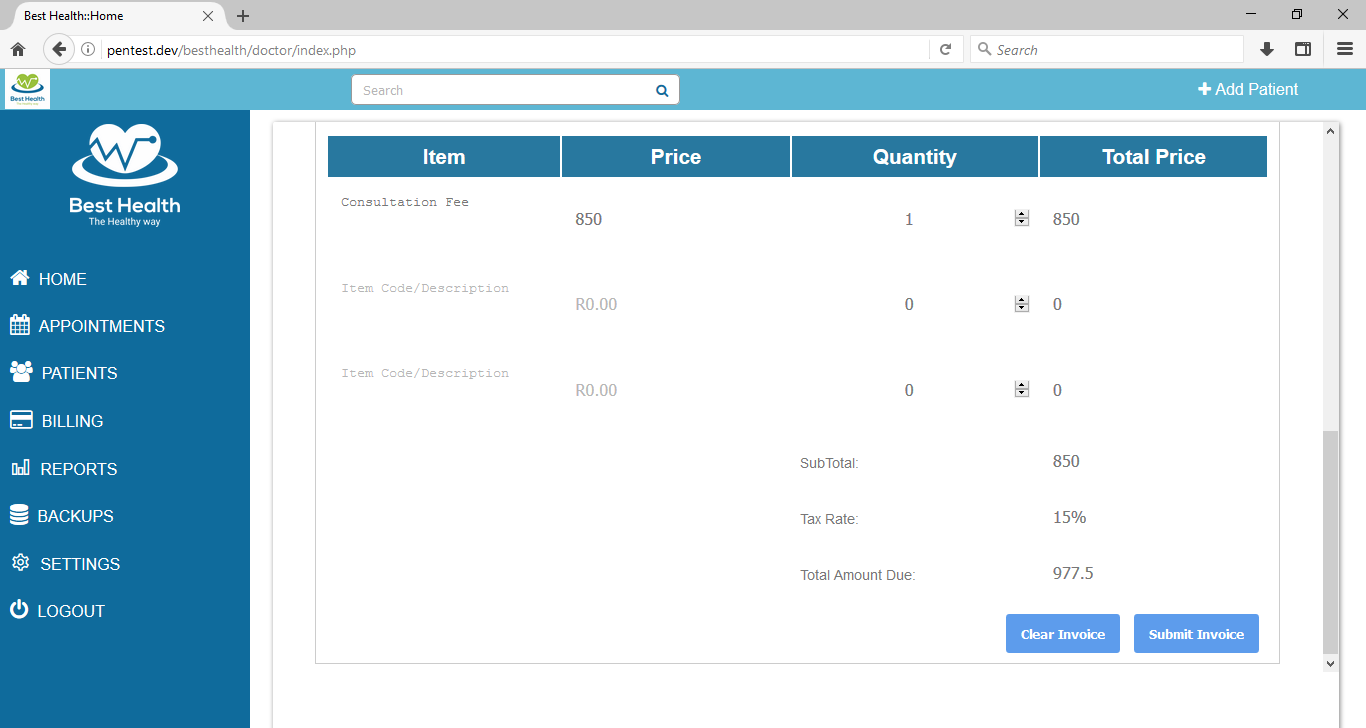 Best Health::Home
pentest.dev/besthealth/doctor/index.php
Search
Best Health
Search
Add Patient
Best Health
The Healthy way
HOME
APPOINTMENTS
PATIENTS
BILLING
REPORTS
BACKUPS
SETTINGS
LOGOUT
Item Price Quantity Total Price
Consultation Fee
850 1 850
Item Code/Description
R0.00 0 0
Item Code/Description
R0.00 0 0
SubTotal: 850
Tax Rate: 15%
Total Amount Due: 977.5
Clear Invoice Submit Invoice